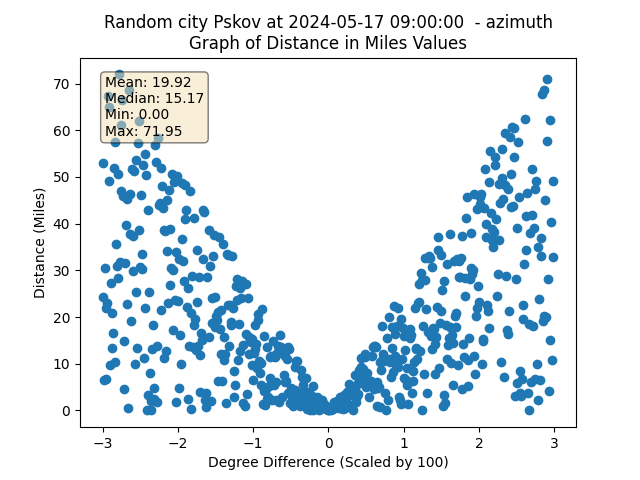 Random city Pskov at 2024-05-17 09:00:00  - azimuth
Graph of Distance in Miles Values
Mean: 19.92
Median: 15.17
Min: 0.00
Max: 71.95
70
60
50
40
30
20
10
0
Distance (Miles)
−3 −2 −1 0 1 2 3
Degree Difference (Scaled by 100)